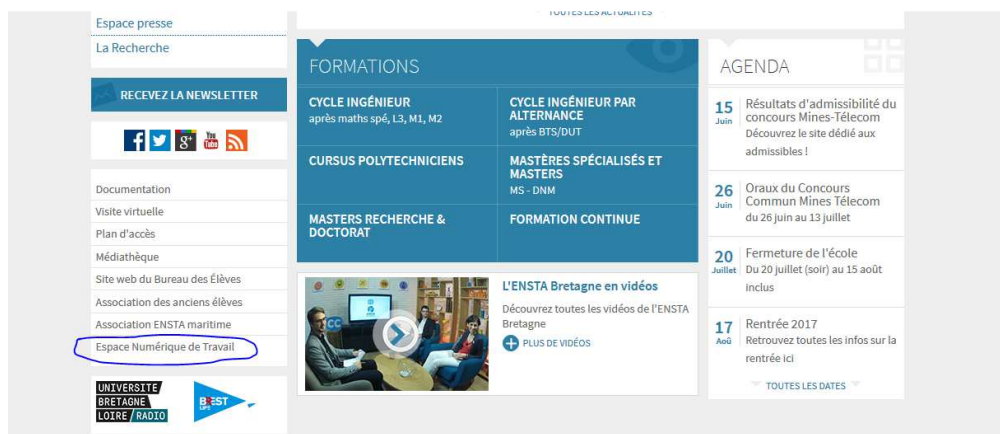 Espace presse
La Recherche
RECEVEZ LA NEWSLETTER
g+
You
Tube
Documentation
Visite virtuelle
Plan d'accès
Médiathèque
Site web du Bureau des Élèves
Association des anciens élèves
Association ENSTA maritime
Espace Numérique de Travail
UNIVERSITE
BRETAGNE
LOIRE / RADIO
BEST
LIFE
TOUTES LES ACTUALITÉS
FORMATIONS
CYCLE INGÉNIEUR
après maths spé, L3, M1, M2
CYCLE INGÉNIEUR PAR
ALTERNANCE
après BTS/DUT
CURSUS POLYTECHNICIENS
MASTÈRES SPÉCIALISÉS ET
MASTERS
MS - DNM
MASTERS RECHERCHE &
DOCTORAT
FORMATION CONTINUE
L'ENSTA Bretagne en vidéos
Découvrez toutes les vidéos de l'ENSTA
Bretagne
PLUS DE VIDÉOS
AGENDA
15
Juin
Résultats d'admissibilité du
concours Mines-Télecom
Découvrez le site dédié aux
admissibles !
26
Juin
Oraux du Concours
Commun Mines Télecom
du 26 juin au 13 juillet
20
Juillet
Fermeture de l'école
Du 20 juillet (soir) au 15 août
inclus
17
Aoû
Rentrée 2017
Retrouvez toutes les infos sur la
rentrée ici
TOUTES LES DATES